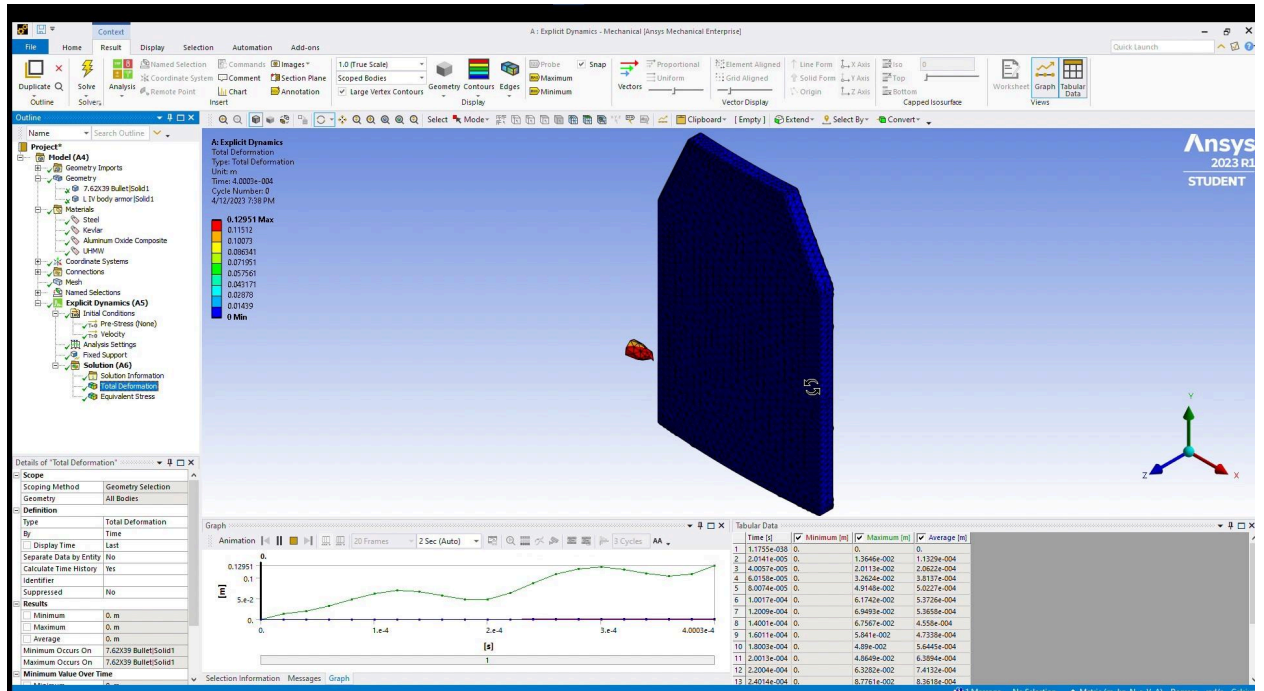 Context
A : Explicit Dynamics - Mechanical [Ansys Mechanical Enterprise]
File Home Result Display Selection Automation Add-ons
Quick Launch
Duplicate Q
Outline
Solve
Solver
Analysis
Named Selection
Coordinate System
Remote Point
Commands
Comment
Chart
Images
Section Plane
Annotation
Insert
1.0 (True Scale)
Scoped Bodies
Large Vertex Contours
Geometry Contours Edges
Probe
Maximum
Minimum
Snap
Display
Vectors
Proportional
Uniform
Element Aligned
Grid Aligned
Line Form
Solid Form
Origin
X Axis
Y Axis
Z Axis
Vector Display
Iso
Top
Bottom
0
Capped Isosurface
Worksheet
Graph
Tabular Data
Views
Outline
Name
Search Outline
Select
Mode
Clipboard
[Empty]
Extend
Select By
Convert
Project*
Model (A4)
Geometry Imports
Geometry
7.62X39 Bullet|Solid1
L IV body armor|Solid1
Materials
Steel
Kevlar
Aluminum Oxide Composite
UHMW
Coordinate Systems
Connections
Mesh
Named Selections
Explicit Dynamics (A5)
Initial Conditions
Pre-Stress (None)
Velocity
Analysis Settings
Fixed Support
Solution (A6)
Solution Information
Total Deformation
Equivalent Stress
A: Explicit Dynamics
Total Deformation
Type: Total Deformation
Unit: m
Time: 4.0003e-004
Cycle Number: 0
4/12/2023 7:38 PM
0.12951 Max
0.11512
0.10073
0.086341
0.071951
0.057561
0.043171
0.02878
0.01439
0 Min
Ansys
2023 R1
STUDENT
Y
Z
X
Details of "Total Deformation"
Scope
Scoping Method Geometry Selection
Geometry All Bodies
Definition
Type Total Deformation
By Time
Display Time Last
Separate Data by Entity No
Calculate Time History Yes
Identifier
Suppressed No
Results
Minimum 0. m
Maximum 0. m
Average 0. m
Minimum Occurs On 7.62X39 Bullet|Solid1
Maximum Occurs On 7.62X39 Bullet|Solid1
Minimum Value Over Time
Graph
Animation 20 Frames 2 Sec (Auto) 3 Cycles
0.
0.12951
0.1
5.e-2
0.
[m]
0. 1.e-4 2.e-4 3.e-4 4.0003e-4
[s]
1
Selection Information Messages Graph
Tabular Data
Time [s] Minimum [m] Maximum [m] Average [m]
1 1.1755e-038 0. 0. 0.
2 2.0141e-005 0. 1.3646e-002 1.1329e-004
3 4.0057e-005 0. 2.0113e-002 2.0622e-004
4 6.0158e-005 0. 3.2624e-002 3.8137e-004
5 8.0074e-005 0. 4.9148e-002 5.0227e-004
6 1.0017e-004 0. 6.1742e-002 5.3726e-004
7 1.2009e-004 0. 6.9493e-002 5.3658e-004
8 1.4001e-004 0. 6.7567e-002 4.558e-004
9 1.6011e-004 0. 5.841e-002 4.7338e-004
10 1.8003e-004 0. 4.89e-002 5.6445e-004
11 2.0013e-004 0. 4.8649e-002 6.3894e-004
12 2.2004e-004 0. 6.3282e-002 7.4132e-004
13 2.4014e-004 0. 8.7761e-002 8.3618e-004